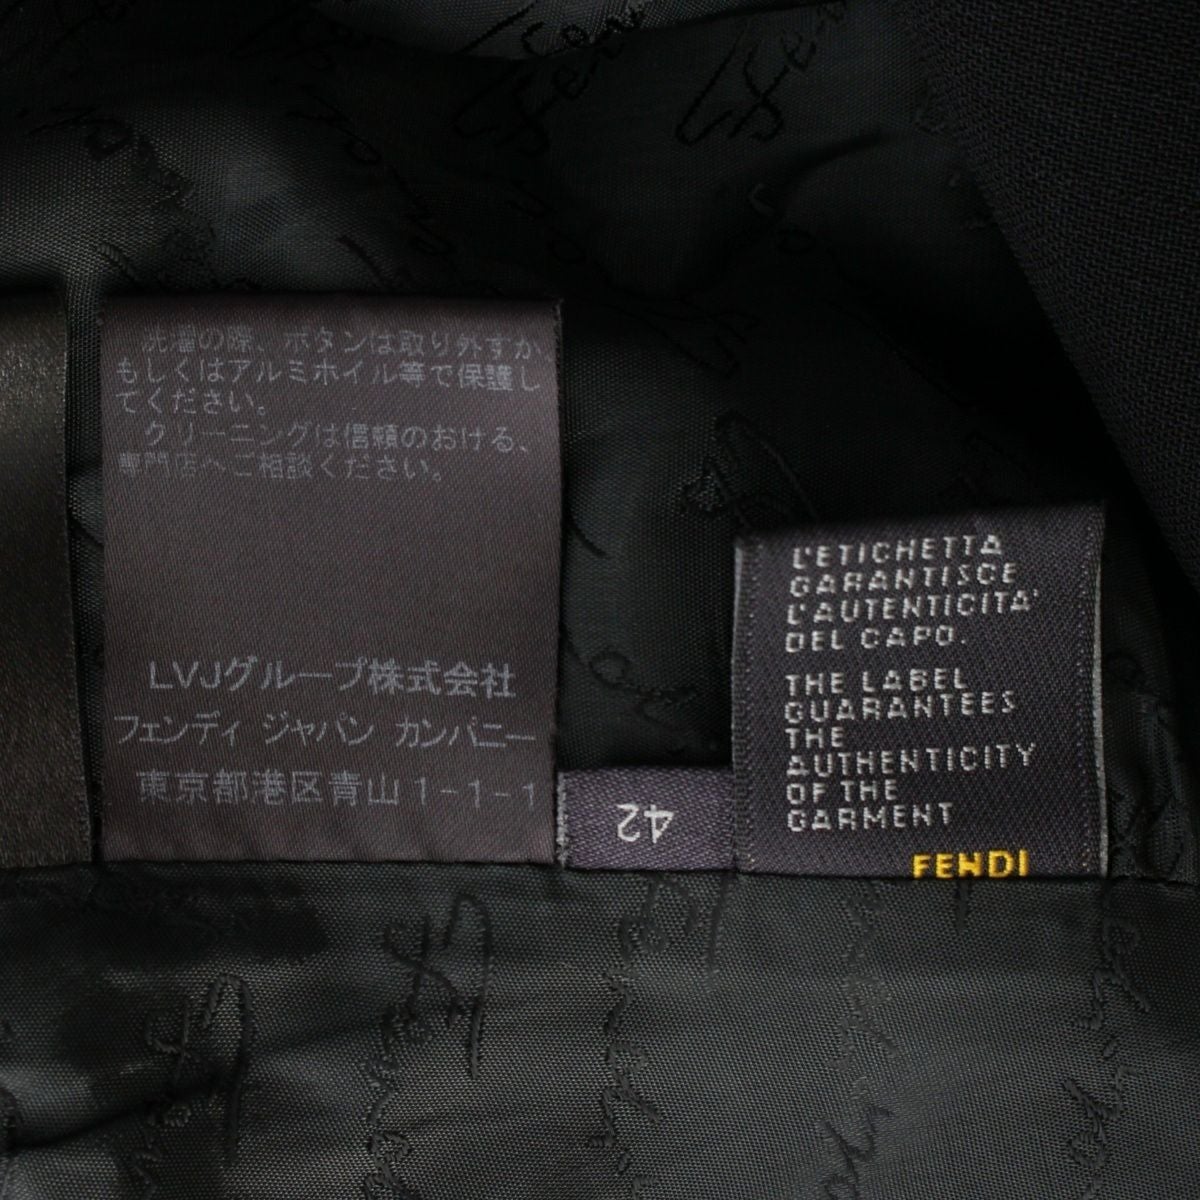 洗濯の際、ボタンは取り外すか、
もしくはアルミホイル等で保護し
てください。
クリーニングは信頼のおける、
専門店へご相談ください。
LVJグループ株式会社
フェンディ ジャパン カンパニー
東京都港区青山1-1-1
42
L'ETICHETTA
GARANTISCE
L'AUTENTICITA'
DEL CAPO.
THE LABEL
GUARANTEES
THE
AUTHENTICITY
OF THE
GARMENT
FENDI